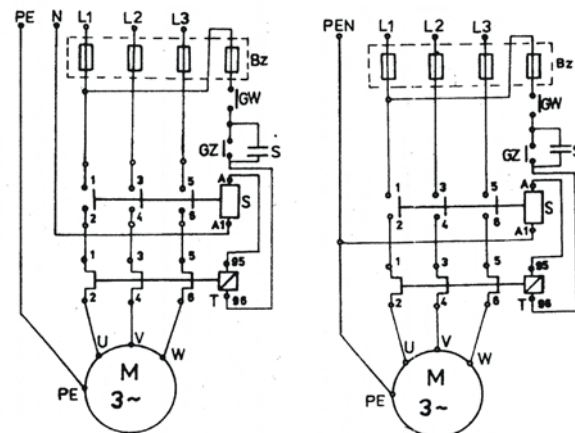 PE N L1 L2 L3
Bz
GW
GZ S
1 3 5 A S
2 4 6 A1
1 3 5 95
2 4 6 T 96
U V W
M
PE 3~
PEN L1 L2 L3
Bz
GW
GZ S
1 3 5 A S
2 4 6 A1
1 3 5 95
2 4 6 T 96
U V W
M
PE 3~